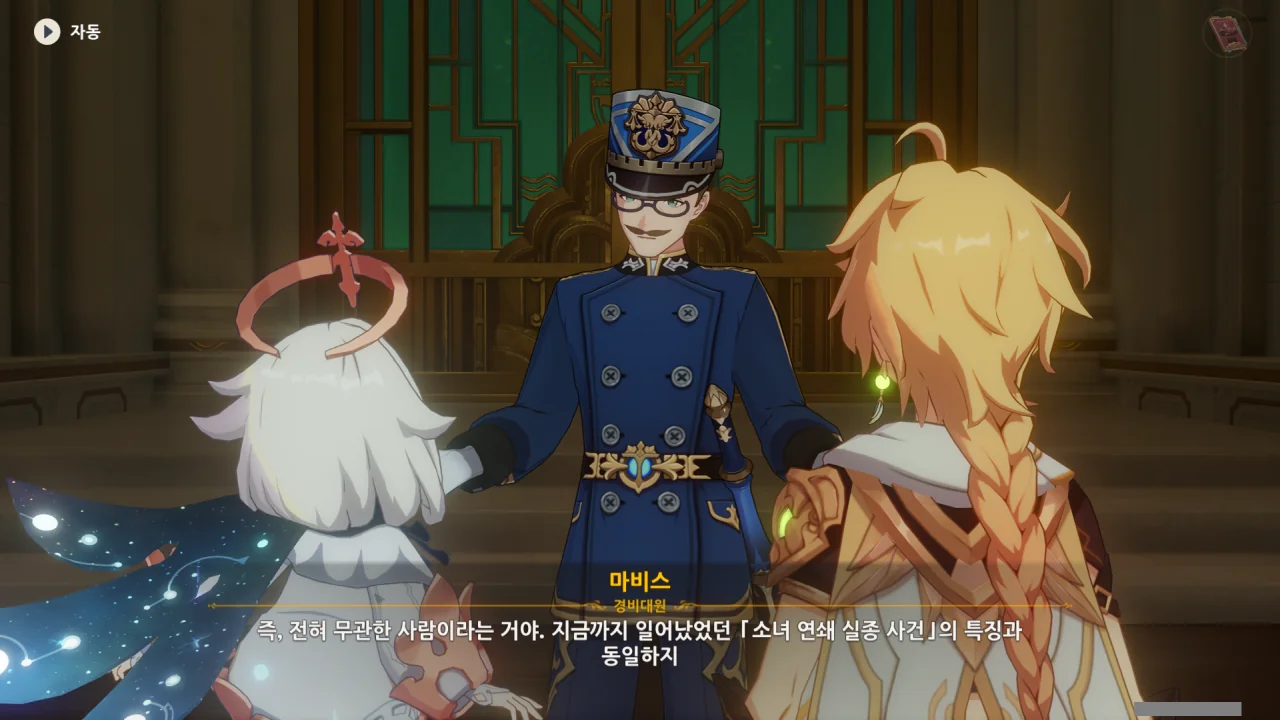 자동
마비스
경비대원
즉, 전혀 무관한 사람이라는 거야. 지금까지 일어났었던 「소녀 연쇄 실종 사건」의 특징과
동일하지